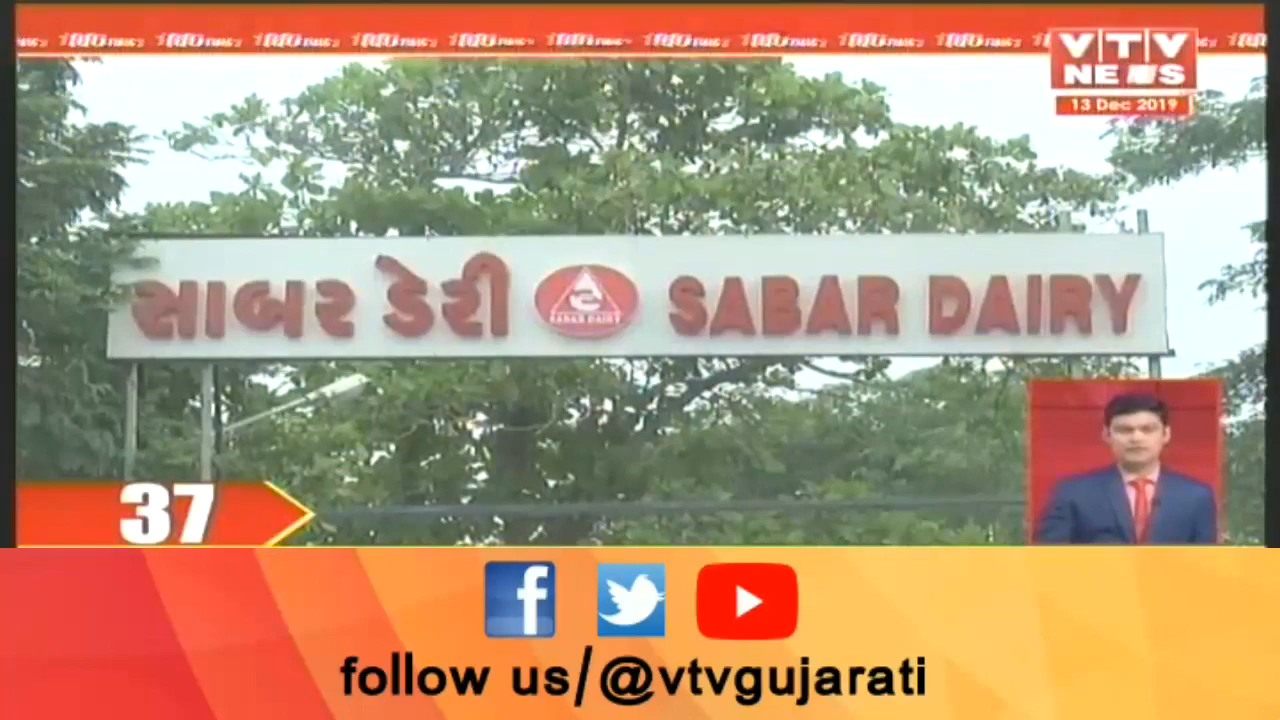 VTV
NEWS
13 Dec 2019
સાબર ડેરી SABAR DAIRY SABAR DAIRY
37
follow us/@vtvgujarati